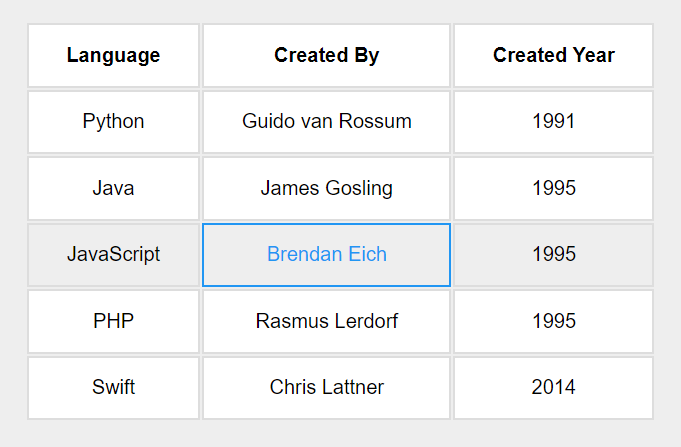 Language Created By Created Year
Python Guido van Rossum 1991
Java James Gosling 1995
JavaScript Brendan Eich 1995
PHP Rasmus Lerdorf 1995
Swift Chris Lattner 2014